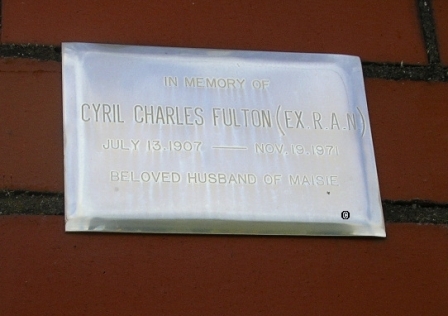 IN MEMORY OF
CYRIL CHARLES FULTON (EX R.A.N)
JULY 13.1907 — NOV. 19.1971
BELOVED HUSBAND OF MAISIE